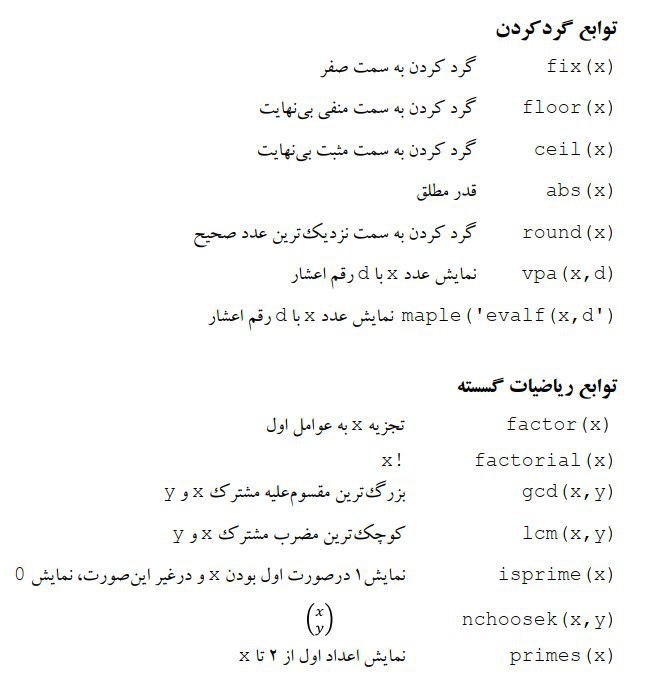 توابع گردکردن
fix(x) گرد کردن به سمت صفر
floor(x) گرد کردن به سمت منفی بی‌نهایت
ceil(x) گرد کردن به سمت مثبت بی‌نهایت
abs(x) قدر مطلق
round(x) گرد کردن به سمت نزدیک‌ترین عدد صحیح
vpa(x,d) نمایش عدد x با d رقم اعشار
maple('evalf(x,d') نمایش عدد x با d رقم اعشار
توابع ریاضیات گسسته
factor(x) تجزیه x به عوامل اول
factorial(x) x!
gcd(x,y) بزرگ‌ترین مقسوم‌علیه مشترک x و y
lcm(x,y) کوچک‌ترین مضرب مشترک x و y
isprime(x) نمایش۱ درصورت اول بودن x و درغیر این‌صورت، نمایش 0
nchoosek(x,y) (x y)
primes(x) نمایش اعداد اول از ۲ تا x